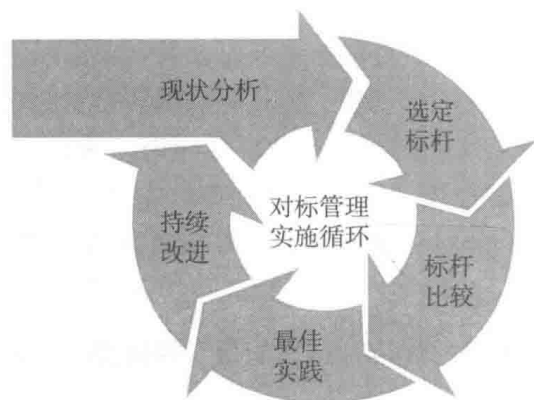 现状分析
选定
标杆
标杆
比较
最佳
实践
持续
改进
对标管理
实施循环